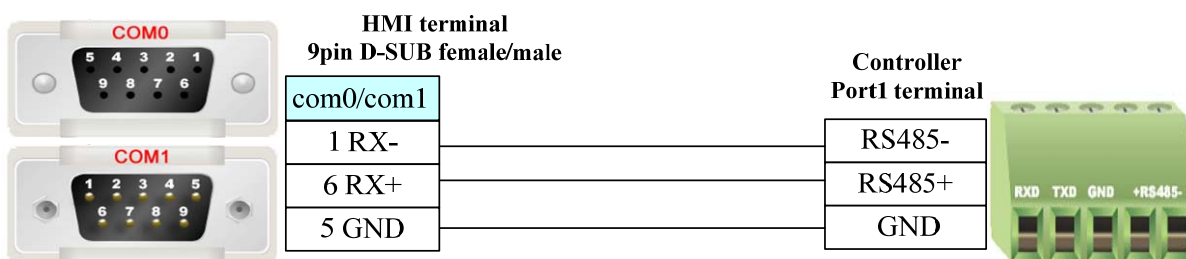 COM0
5 4 3 2 1
9 8 7 6
COM1
1 2 3 4 5
6 7 8 9
HMI terminal
9pin D-SUB female/male
com0/com1
1 RX-
6 RX+
5 GND
Controller
Port1 terminal
RS485-
RS485+
GND
RXD TXD GND +RS485-